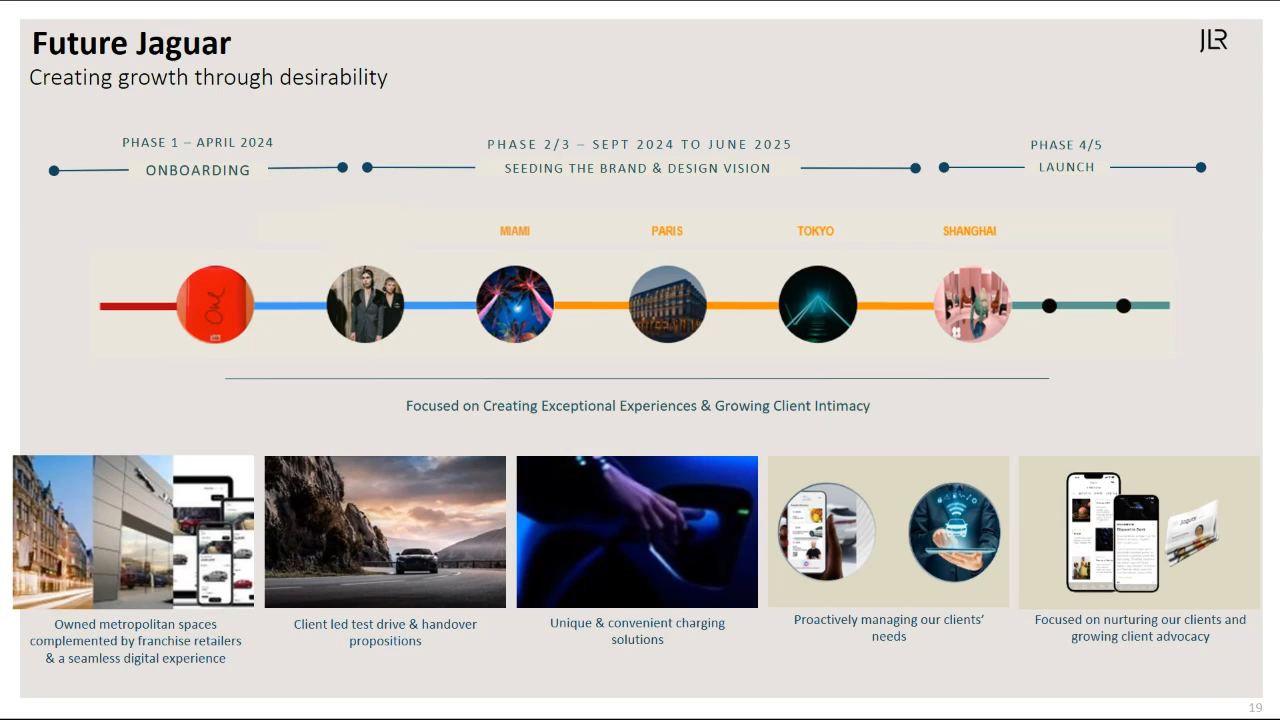 Future Jaguar
JLR
Creating growth through desirability
PHASE 1 – APRIL 2024
PHASE 2/3 – SEPT 2024 TO JUNE 2025
PHASE 4/5
ONBOARDING
SEEDING THE BRAND & DESIGN VISION
LAUNCH
MIAMI
PARIS
TOKYO
SHANGHAI
One
Focused on Creating Exceptional Experiences & Growing Client Intimacy
Jaguar
Owned metropolitan spaces
complemented by franchise retailers
& a seamless digital experience
Client led test drive & handover
propositions
Unique & convenient charging
solutions
Proactively managing our clients’
needs
Focused on nurturing our clients and
growing client advocacy
19